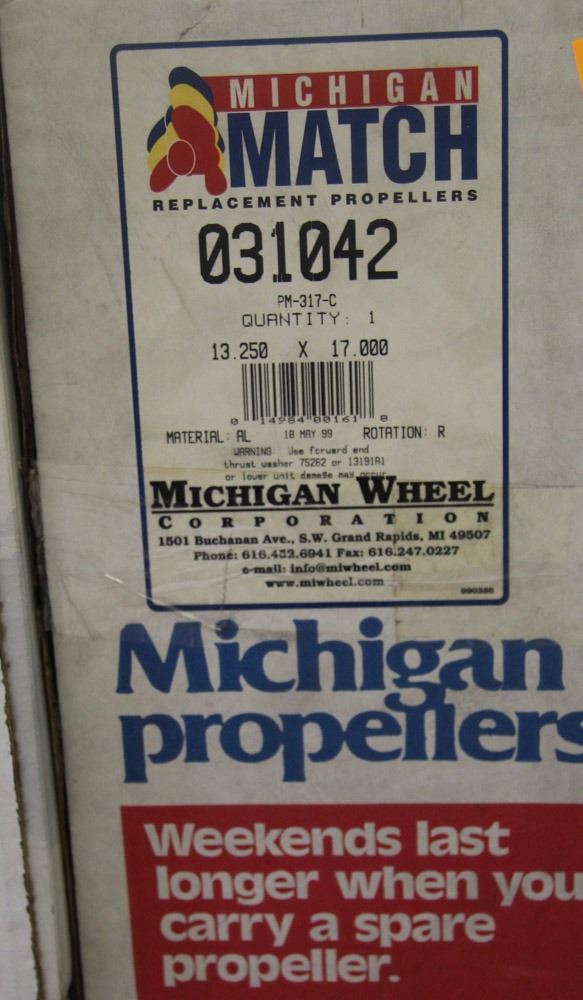 MICHIGAN
MATCH
REPLACEMENT PROPELLERS
031042
PM-317-C
QUANTITY: 1
13.250 X 17.000
0 14984 00161 8
MATERIAL: AL 18 MAY 99 ROTATION: R
WARNING Use forward end
thrust washer 75282 or 13191A1
or lower unit damage may occur
MICHIGAN WHEEL
CORPORATION
1501 Buchanan Ave., S.W. Grand Rapids, MI 49507
Phone: 616.452.6941 Fax: 616.247.0227
e-mail: info@miwheel.com
www.miwheel.com
990386
Michigan
propellers
Weekends last
longer when you
carry a spare
propeller.